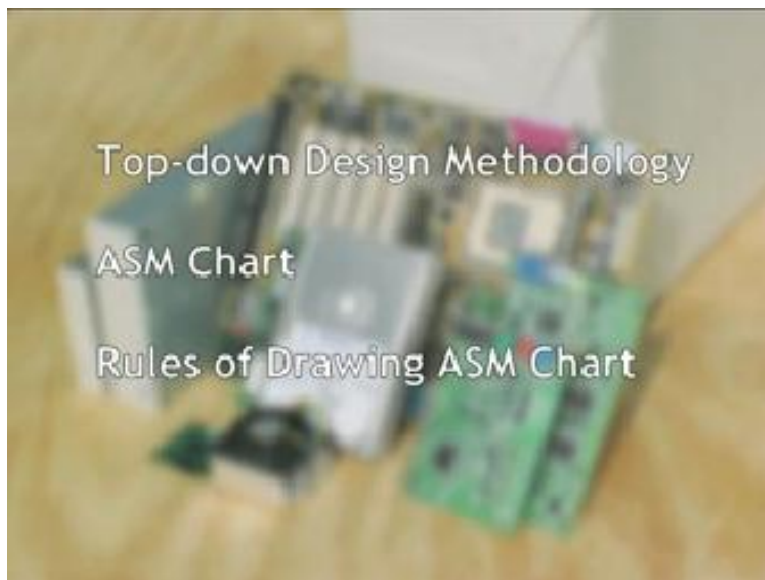 Top-down Design Methodology
ASM Chart
Rules of Drawing ASM Chart